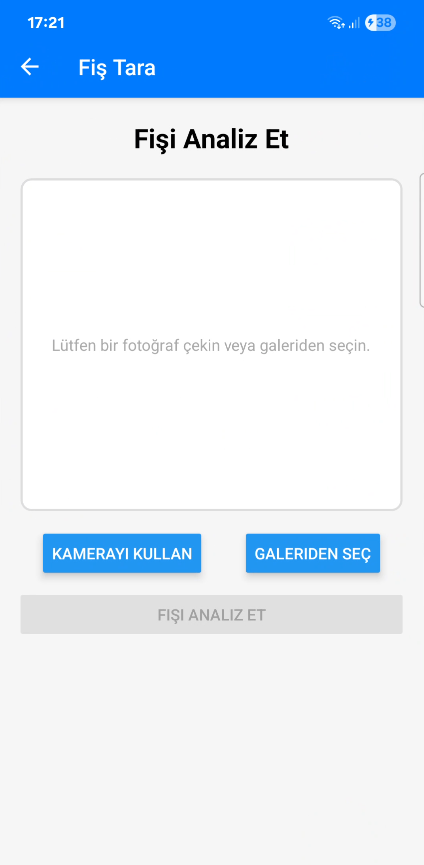 17:21
38
Fiş Tara
Fişi Analiz Et
Lütfen bir fotoğraf çekin veya galeriden seçin.
KAMERAYI KULLAN
GALERIDEN SEÇ
FIŞI ANALIZ ET